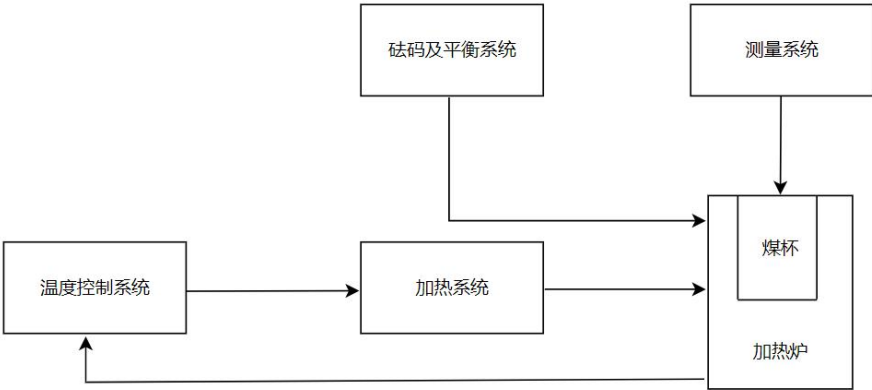 砝码及平衡系统
测量系统
煤杯
温度控制系统
加热系统
加热炉